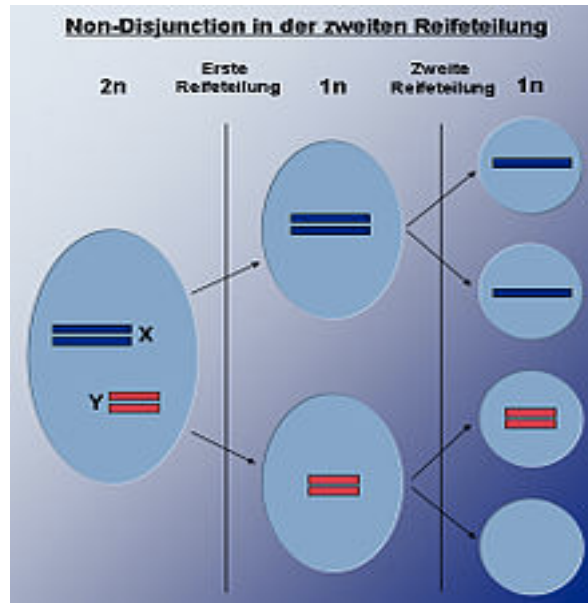 Non-Disjunction in der zweiten Reifeteilung
2n
Erste
Reifeteilung
1n
Zweite
Reifeteilung
1n
X
Y